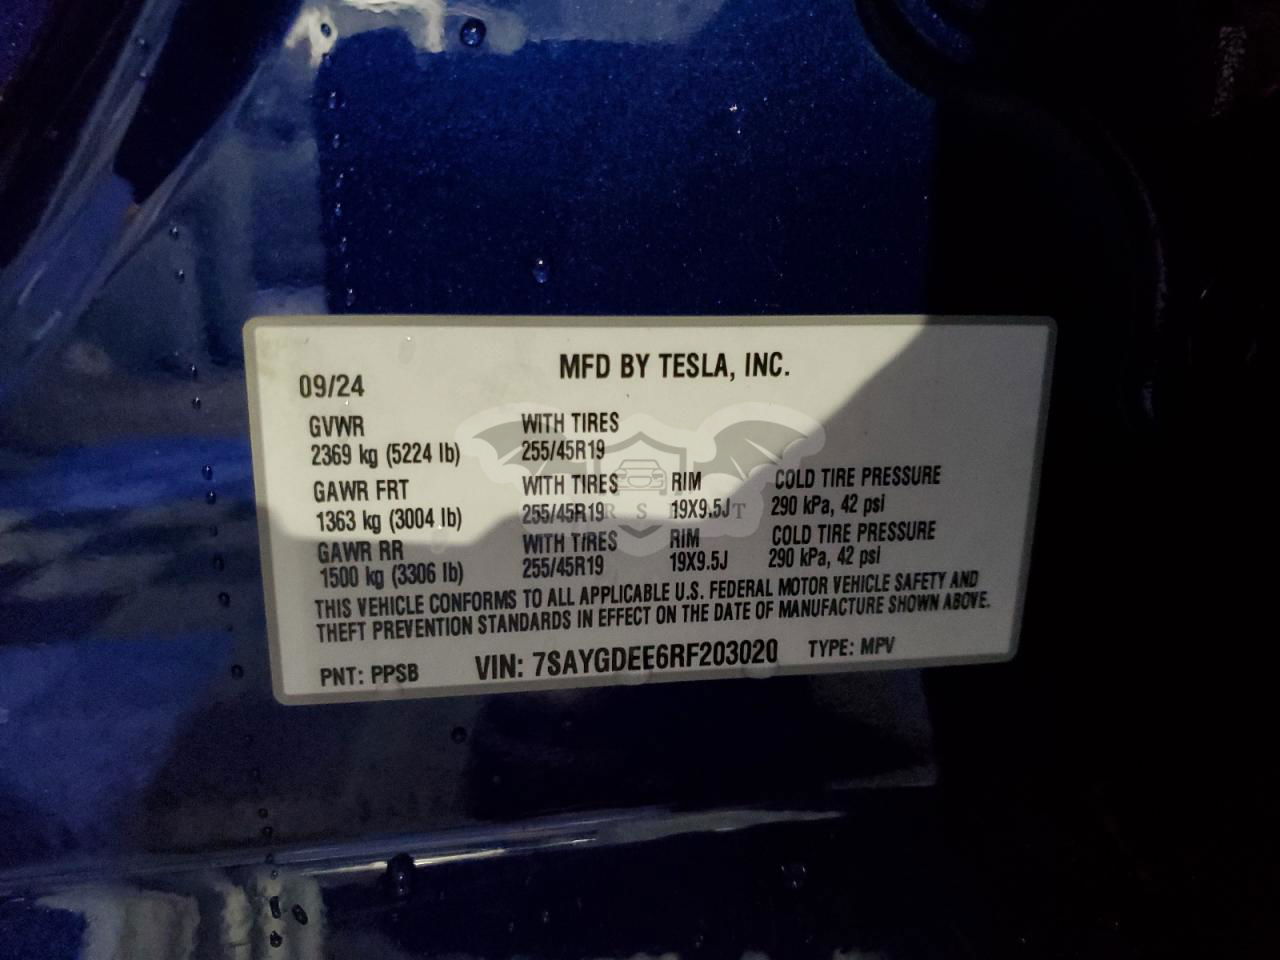 MFD BY TESLA, INC.
09/24
GVWR WITH TIRES
2369 kg (5224 lb) 255/45R19
GAWR FRT WITH TIRES RIM COLD TIRE PRESSURE
1363 kg (3004 lb) 255/45R19 19X9.5J 290 kPa, 42 psi
GAWR RR WITH TIRES RIM COLD TIRE PRESSURE
1500 kg (3306 lb) 255/45R19 19X9.5J 290 kPa, 42 psi
THIS VEHICLE CONFORMS TO ALL APPLICABLE U.S. FEDERAL MOTOR VEHICLE SAFETY AND
THEFT PREVENTION STANDARDS IN EFFECT ON THE DATE OF MANUFACTURE SHOWN ABOVE.
PNT: PPSB VIN: 7SAYGDEE6RF203020 TYPE: MPV